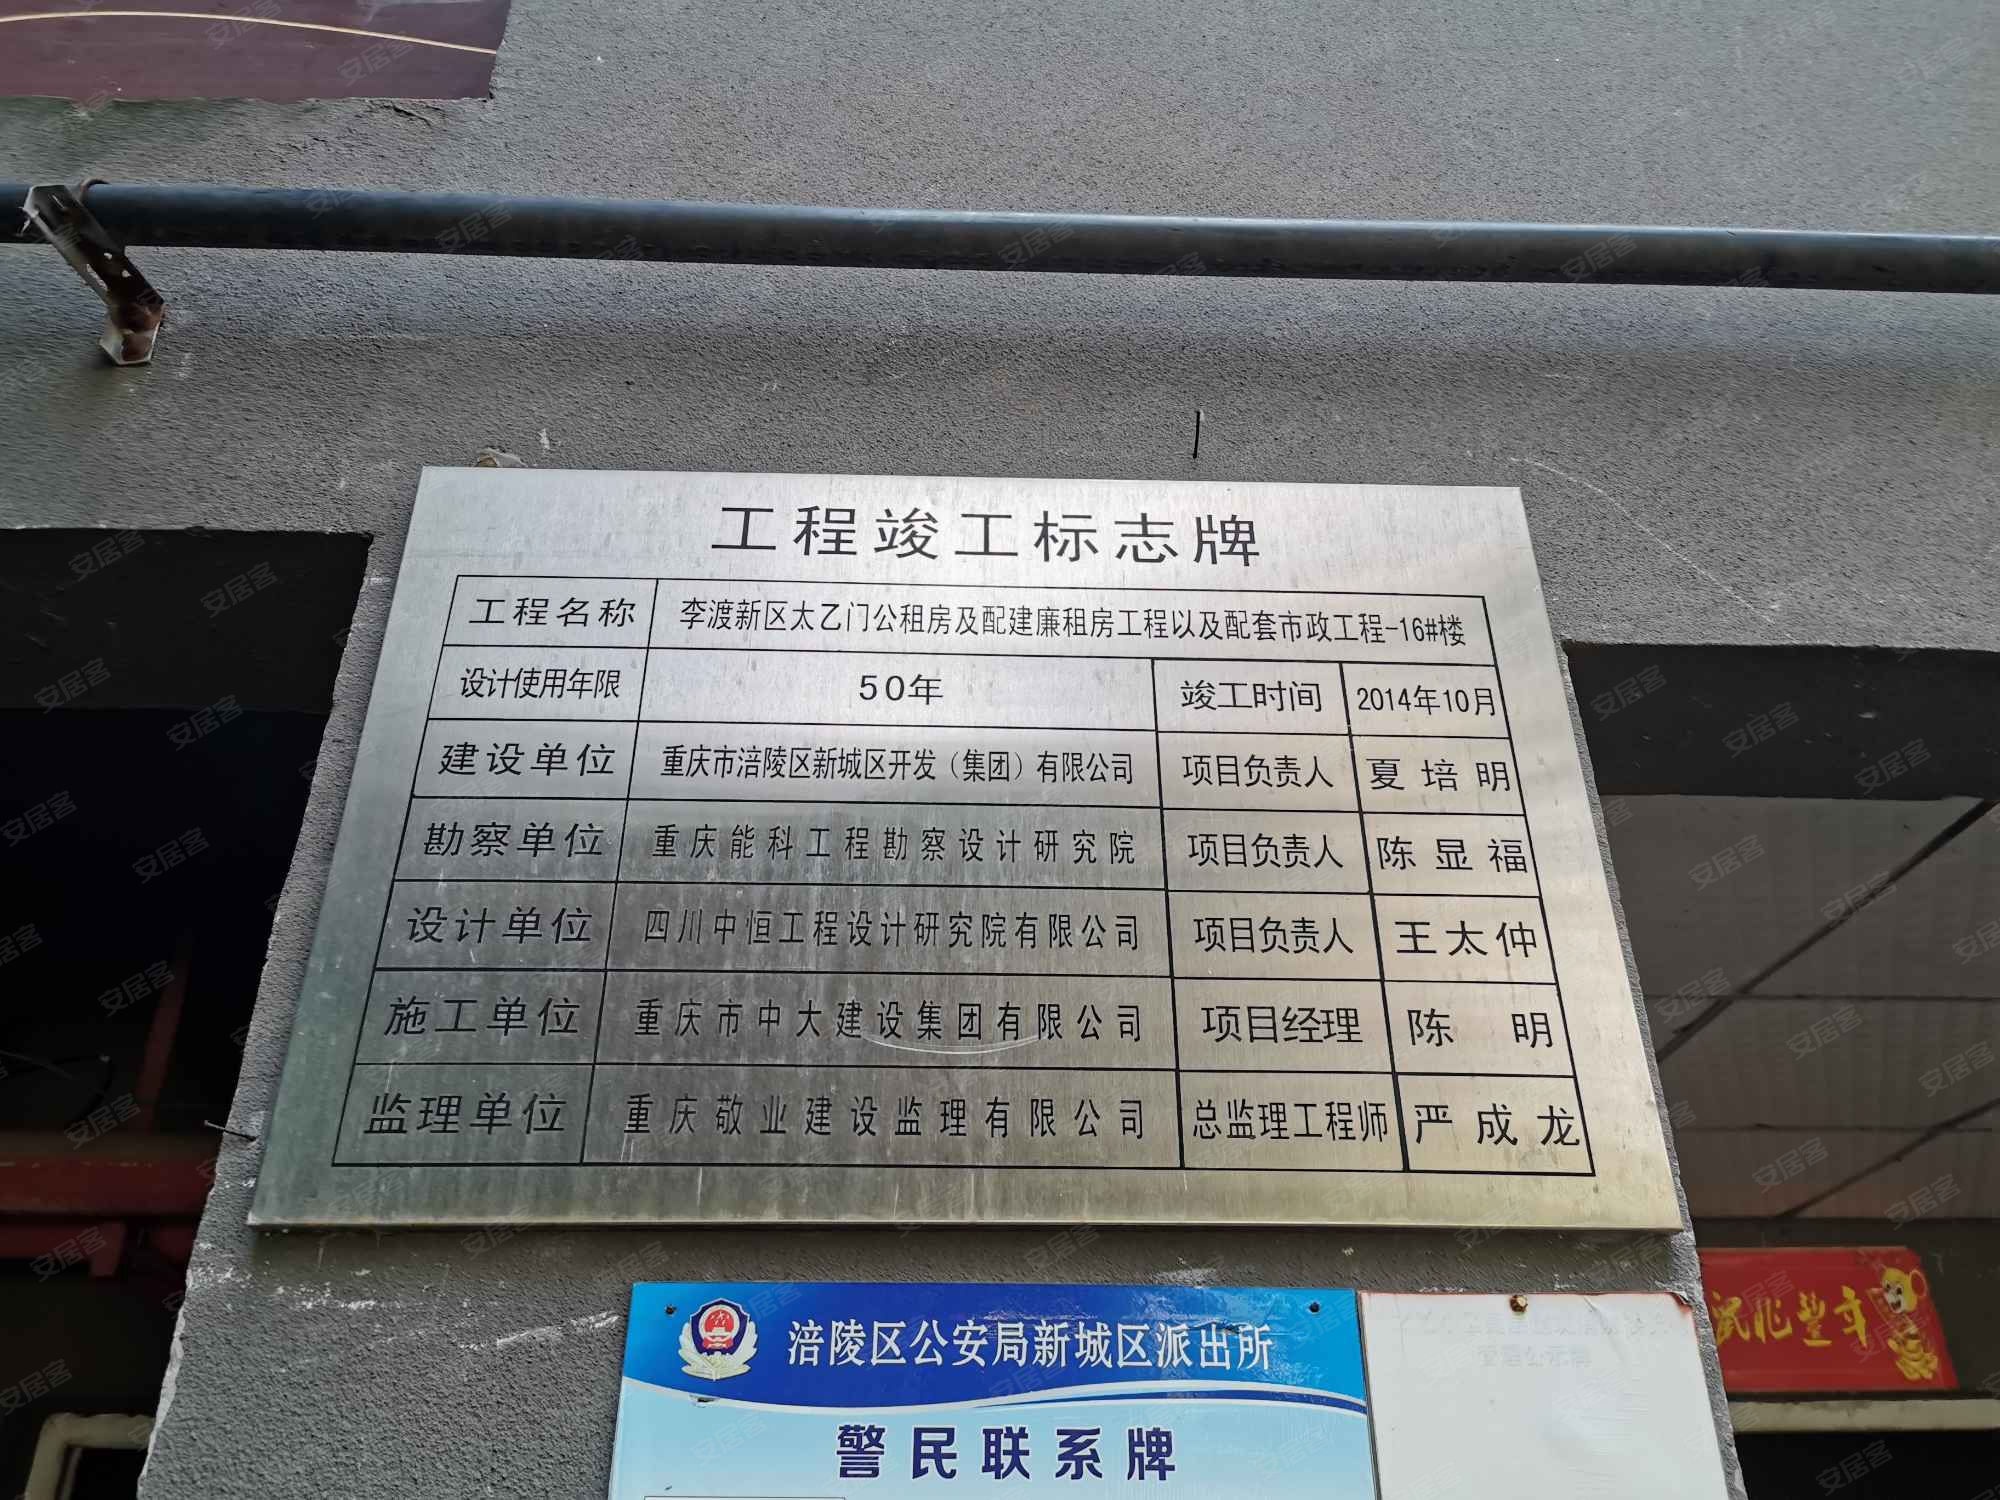 工程竣工标志牌
工程名称 李渡新区太乙门公租房及配建廉租房工程以及配套市政工程-16#楼
设计使用年限 50年 竣工时间 2014年10月
建设单位 重庆市涪陵区新城区开发（集团）有限公司 项目负责人 夏培明
勘察单位 重庆能科工程勘察设计研究院 项目负责人 陈显福
设计单位 四川中恒工程设计研究院有限公司 项目负责人 王太仲
施工单位 重庆市中大建设集团有限公司 项目经理 陈明
监理单位 重庆敬业建设监理有限公司 总监理工程师 严成龙
涪陵区公安局新城区派出所
警民联系牌
安居客